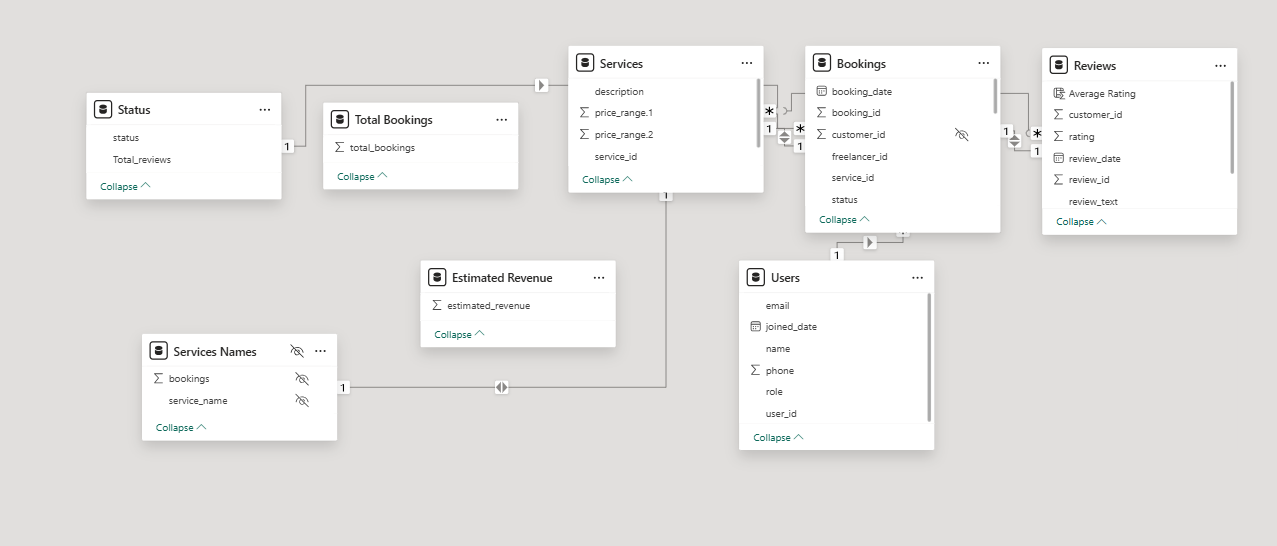 Status
status
Total_reviews
Collapse
1
Total Bookings
total_bookings
Collapse
Services
description
price_range.1
price_range.2
service_id
Collapse
1
*
1
*
1
Bookings
booking_date
booking_id
customer_id
freelancer_id
service_id
status
Collapse
1
*
1
Reviews
Average Rating
customer_id
rating
review_date
review_id
review_text
Collapse
1
1
Users
email
joined_date
name
phone
role
user_id
Collapse
Estimated Revenue
estimated_revenue
Collapse
Services Names
bookings
service_name
Collapse
1